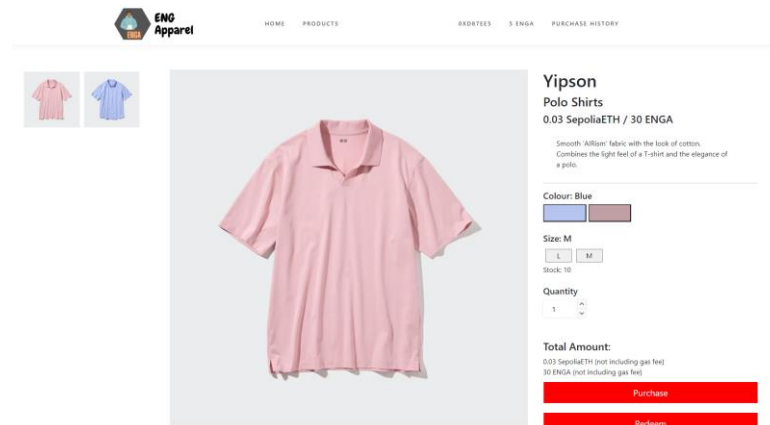 ENG
Apparel
ENGA
HOME PRODUCTS 5 ENGA PURCHASE HISTORY
Yipson
Polo Shirts
0.03 SepoliaETH / 30 ENGA
Smooth 'AIRism' fabric with the look of cotton.
Combines the light feel of a T-shirt and the elegance of
a polo.
Colour: Blue
Size: M
L M
Stock: 10
Quantity
1
Total Amount:
0.03 SepoliaETH (not including gas fee)
30 ENGA (not including gas fee)
Purchase
Redeem